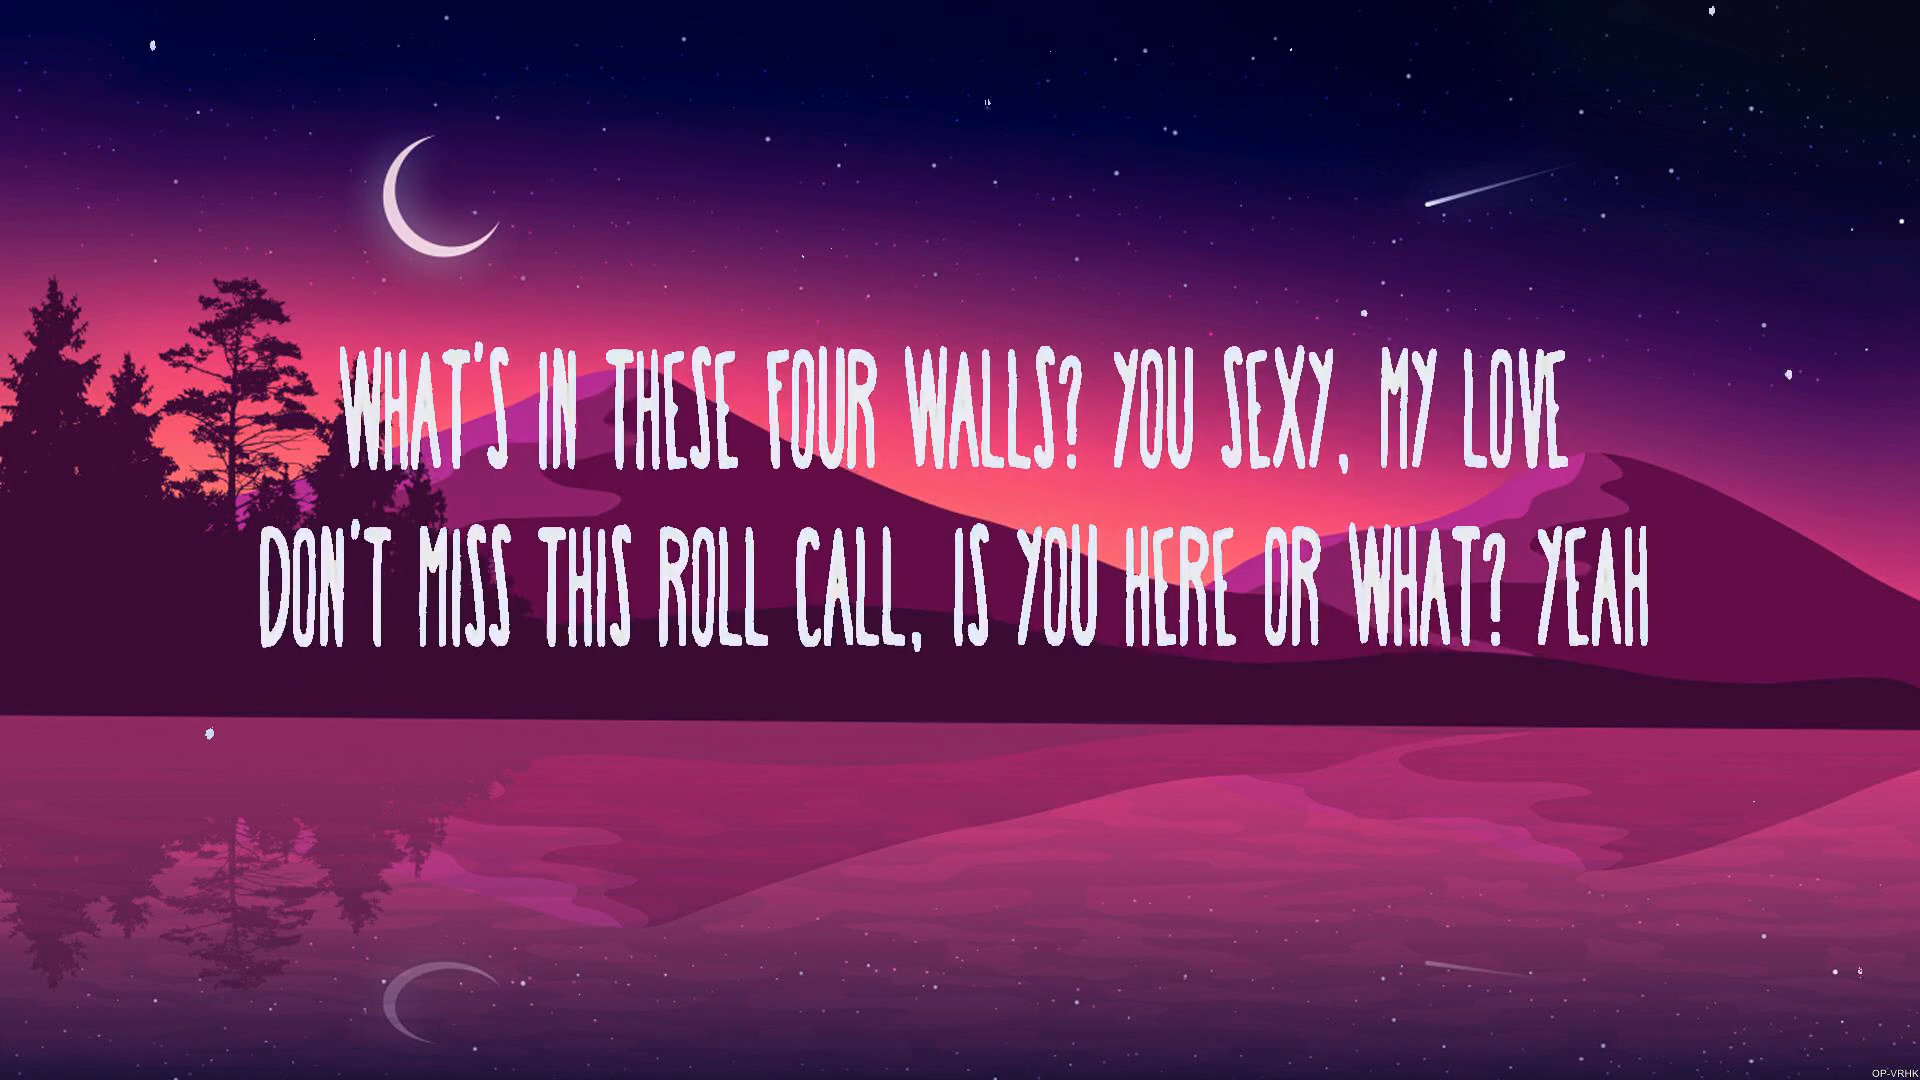 WHAT'S IN THESE FOUR WALLS? YOU SEXY, MY LOVE
DON'T MISS THIS ROLL CALL, IS YOU HERE OR WHAT? YEAH
OP-VRHK